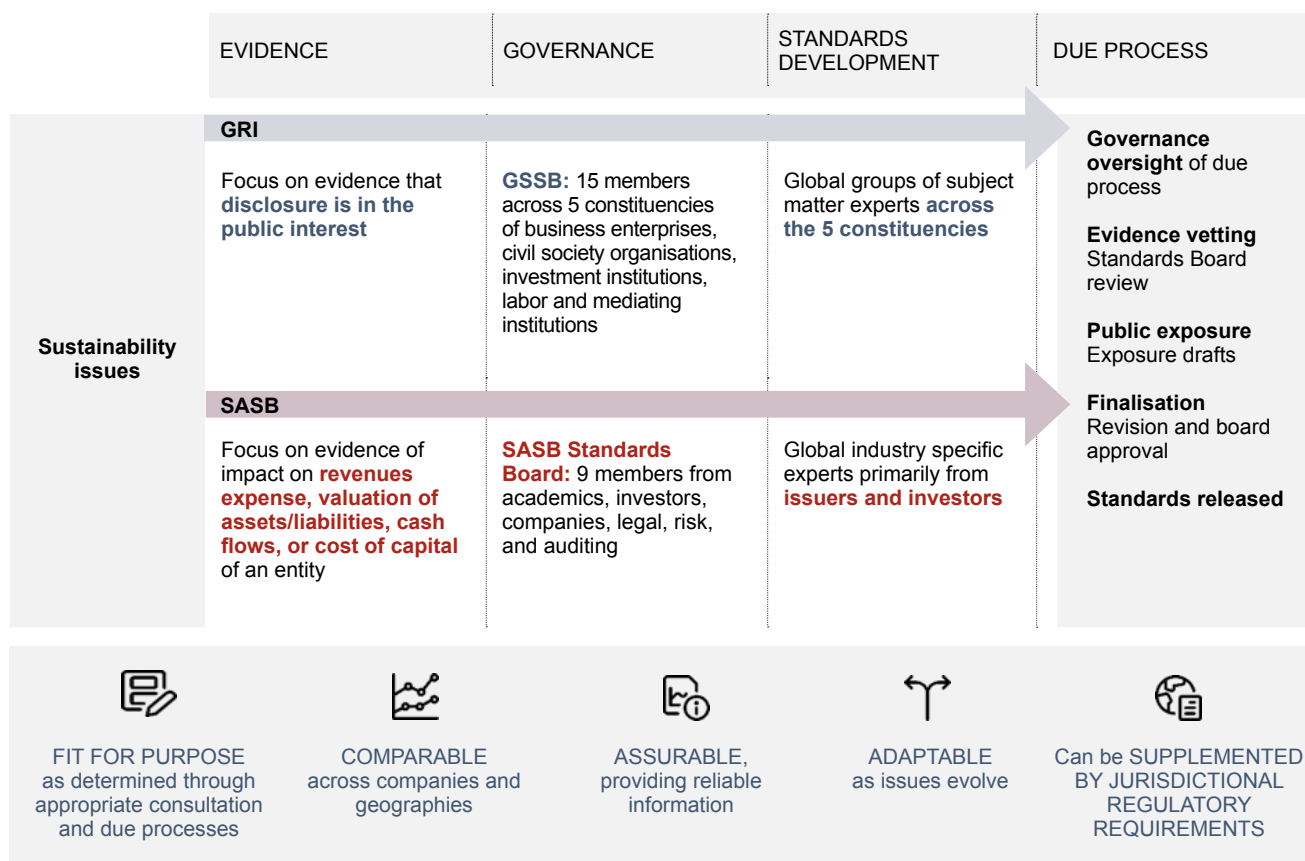 EVIDENCE
GOVERNANCE
STANDARDS
DEVELOPMENT
DUE PROCESS
Sustainability
issues
GRI
Focus on evidence that
disclosure is in the
public interest
GSSB: 15 members
across 5 constituencies
of business enterprises,
civil society organisations,
investment institutions,
labor and mediating
institutions
Global groups of subject
matter experts across
the 5 constituencies
SASB
Focus on evidence of
impact on revenues
expense, valuation of
assets/liabilities, cash
flows, or cost of capital
of an entity
SASB Standards
Board: 9 members from
academics, investors,
companies, legal, risk,
and auditing
Global industry specific
experts primarily from
issuers and investors
Governance
oversight of due
process
Evidence vetting
Standards Board
review
Public exposure
Exposure drafts
Finalisation
Revision and board
approval
Standards released
FIT FOR PURPOSE
as determined through
appropriate consultation
and due processes
COMPARABLE
across companies and
geographies
ASSURABLE,
providing reliable
information
ADAPTABLE
as issues evolve
Can be SUPPLEMENTED
BY JURISDICTIONAL
REGULATORY
REQUIREMENTS